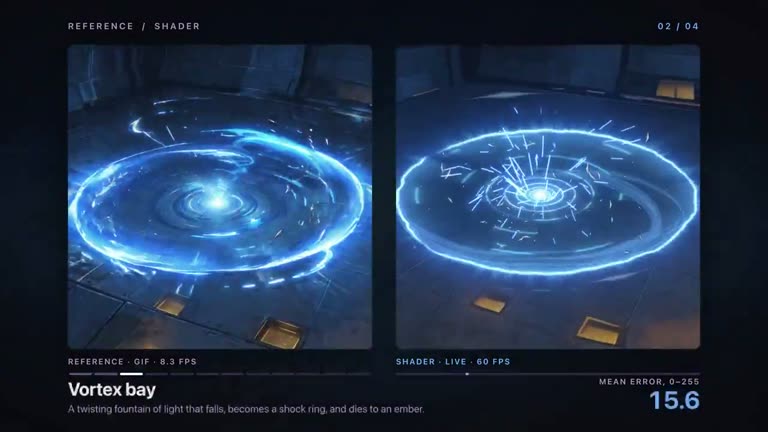 REFERENCE / SHADER
02 / 04
REFERENCE · GIF · 8.3 FPS
SHADER · LIVE · 60 FPS
Vortex bay
A twisting fountain of light that falls, becomes a shock ring, and dies to an ember.
MEAN ERROR, 0–255
15.6